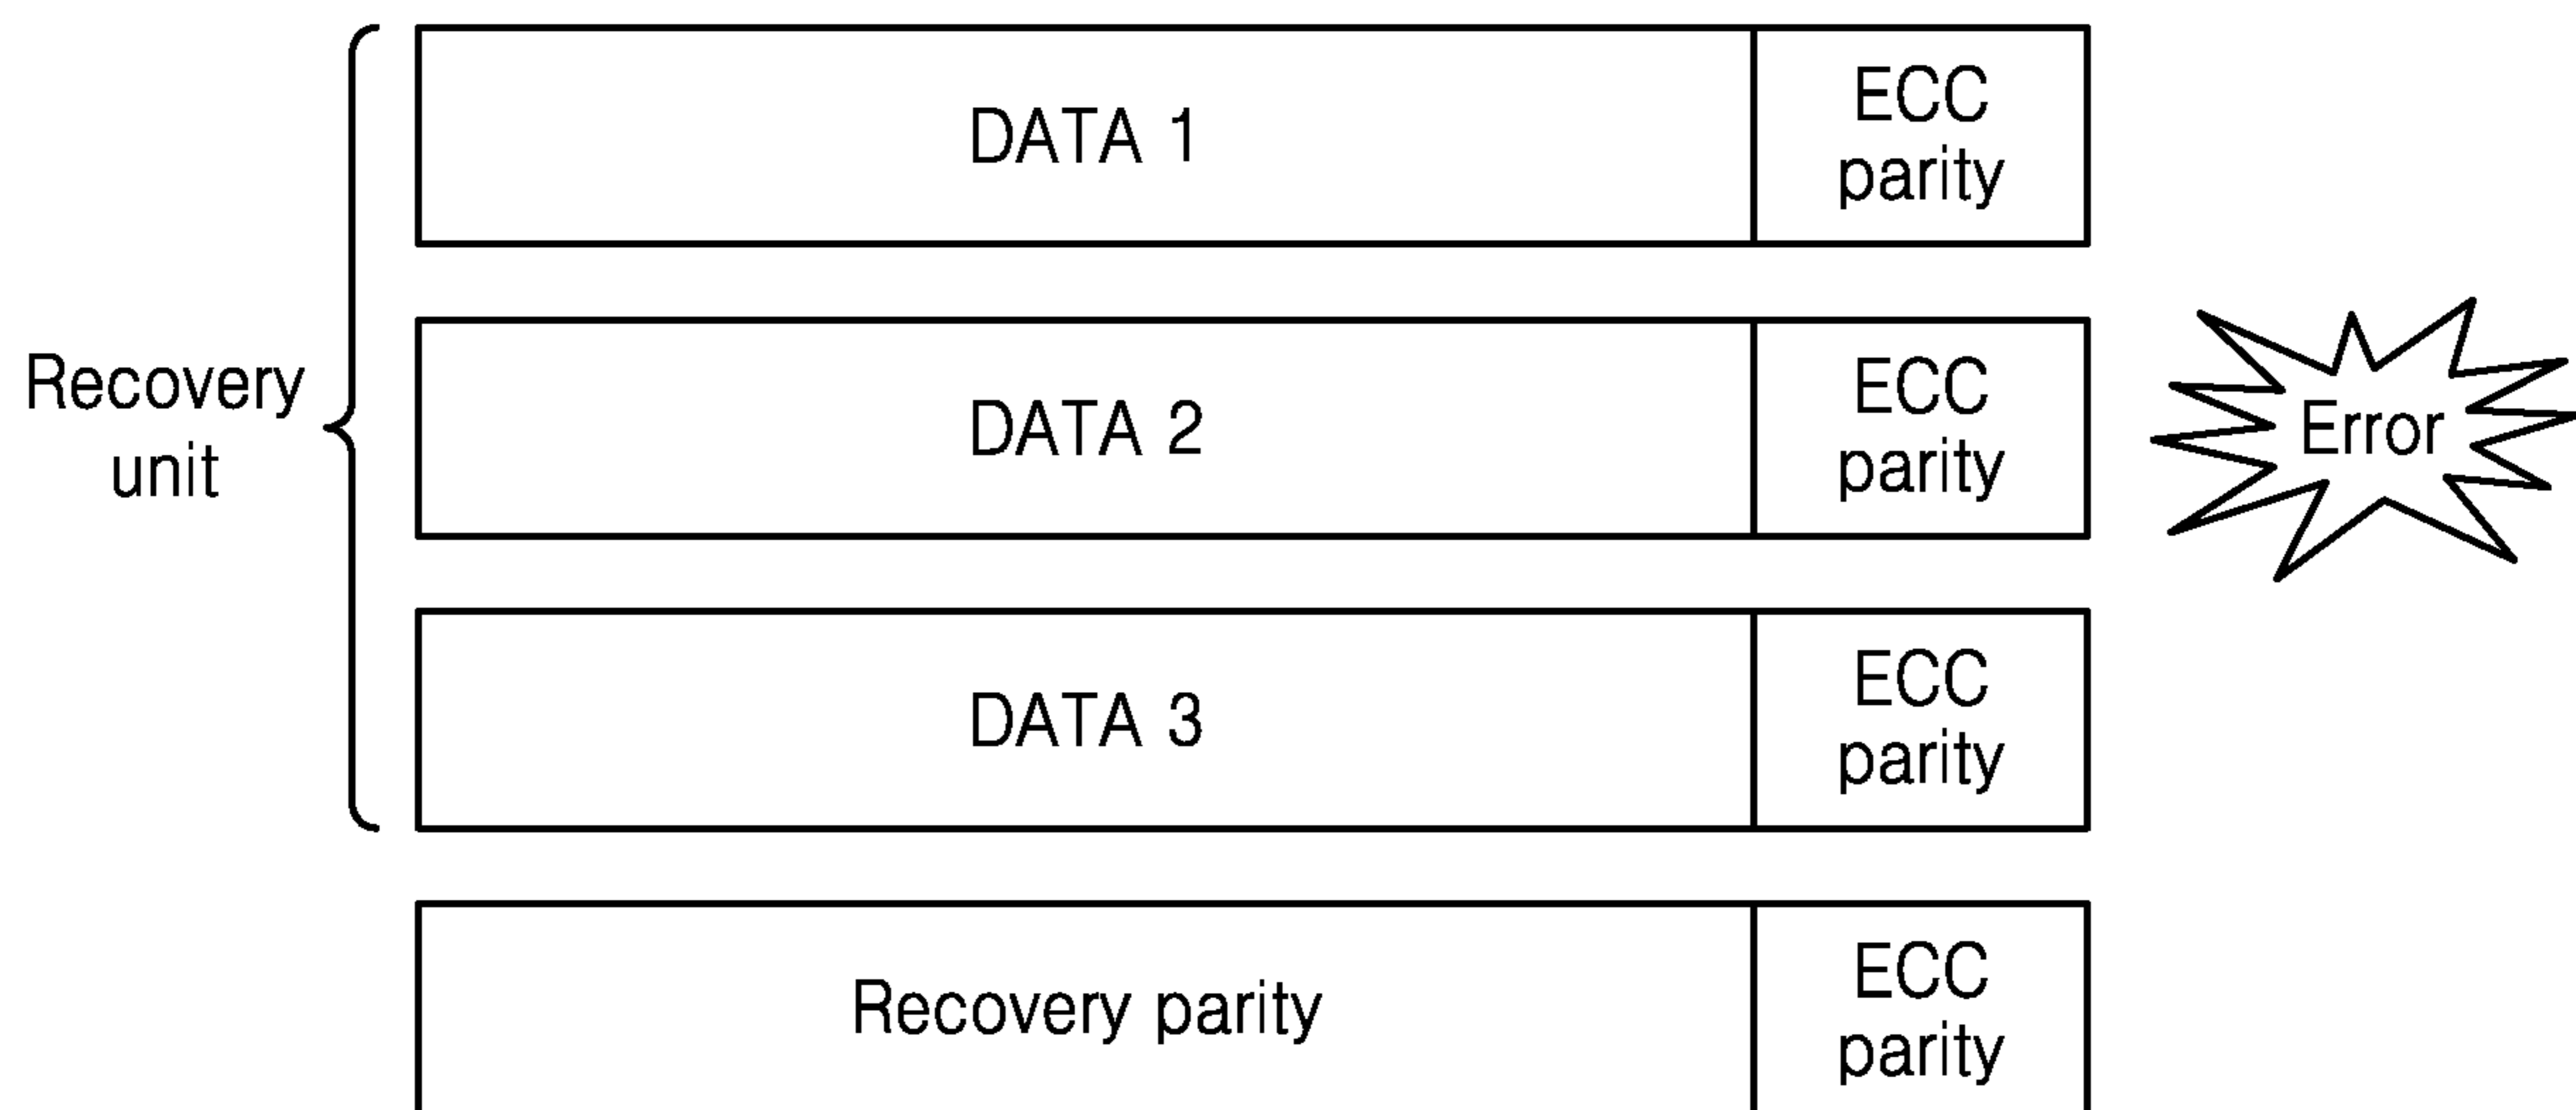 DATA 1
ECC
parity
Recovery
unit
DATA 2
ECC
parity
Error
DATA 3
ECC
parity
Recovery parity
ECC
parity